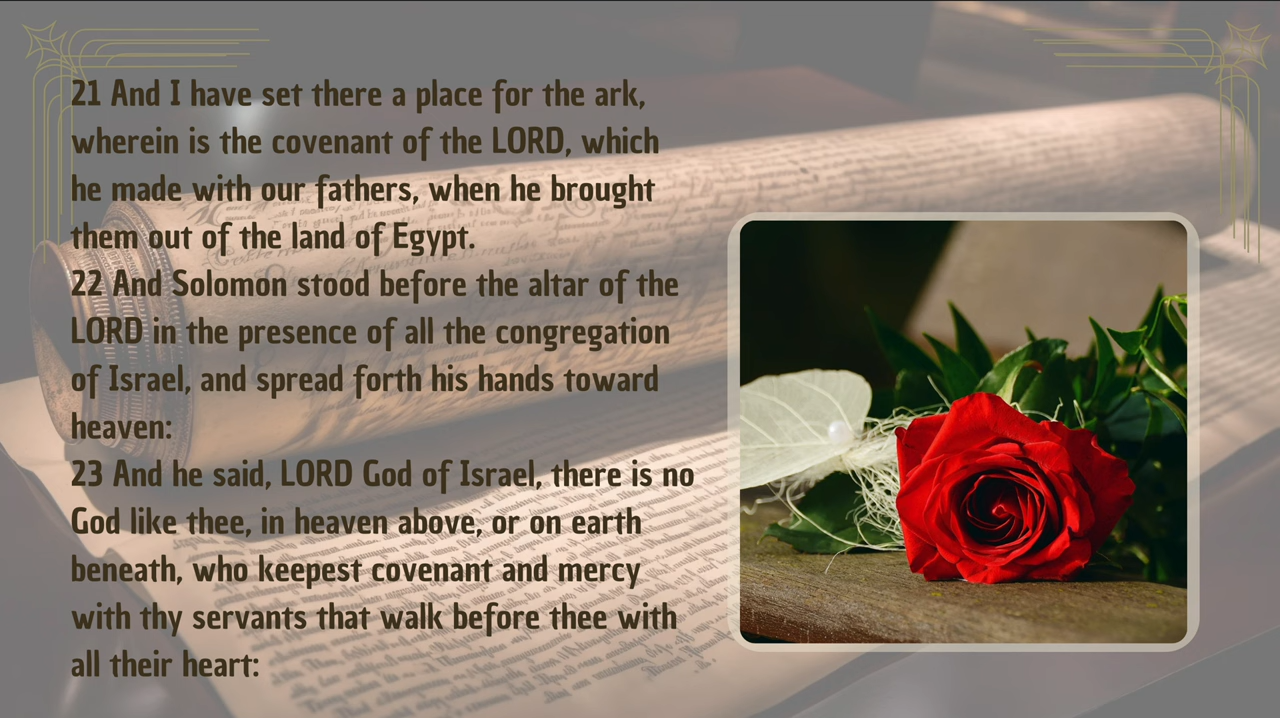 21 And I have set there a place for the ark,
wherein is the covenant of the LORD, which
he made with our fathers, when he brought
them out of the land of Egypt.
22 And Solomon stood before the altar of the
LORD in the presence of all the congregation
of Israel, and spread forth his hands toward
heaven:
23 And he said, LORD God of Israel, there is no
God like thee, in heaven above, or on earth
beneath, who keepest covenant and mercy
with thy servants that walk before thee with
all their heart: